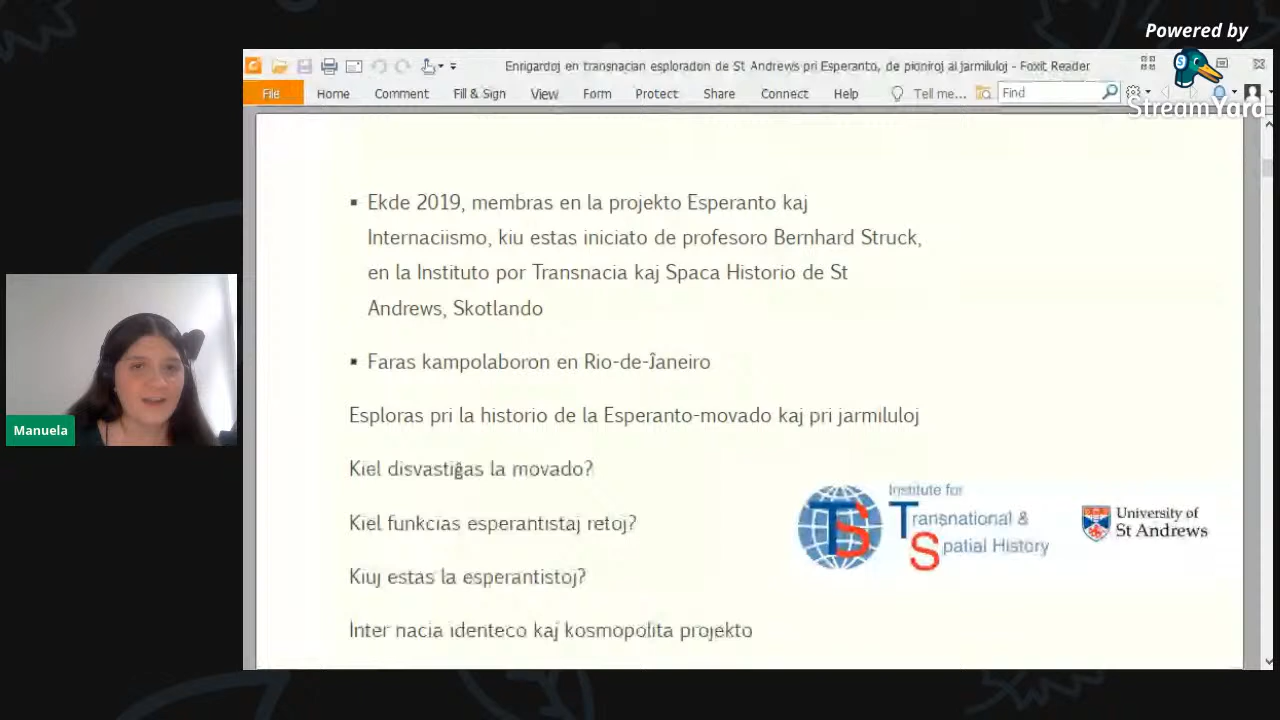 Powered by
StreamYard
Enrigardoj en transnacian esploradon de St Andrews pri Esperanto, de pioniroj al jarmiluloj - Foxit Reader
File Home Comment Fill & Sign View Form Protect Share Connect Help Tell me... Find
▪ Ekde 2019, membras en la projekto Esperanto kaj
Internaciismo, kiu estas iniciato de profesoro Bernhard Struck,
en la Instituto por Transnacia kaj Spaca Historio de St
Andrews, Skotlando
▪ Faras kampolaboron en Rio-de-Ĵaneiro
Esploras pri la historio de la Esperanto-movado kaj pri jarmiluloj
Kiel disvastiĝas la movado?
Kiel funkcias esperantistaj retoj?
Kiuj estas la esperantistoj?
Inter nacia identeco kaj kosmopolita projekto
TS
Institute for
Transnational &
Spatial History
University of
St Andrews
Manuela